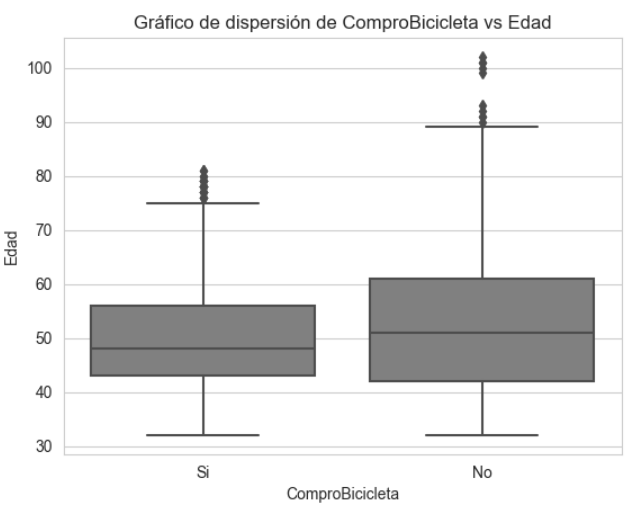 Gráfico de dispersión de ComproBicicleta vs Edad
100
90
80
70
60
50
40
30
Edad
Si
No
ComproBicicleta